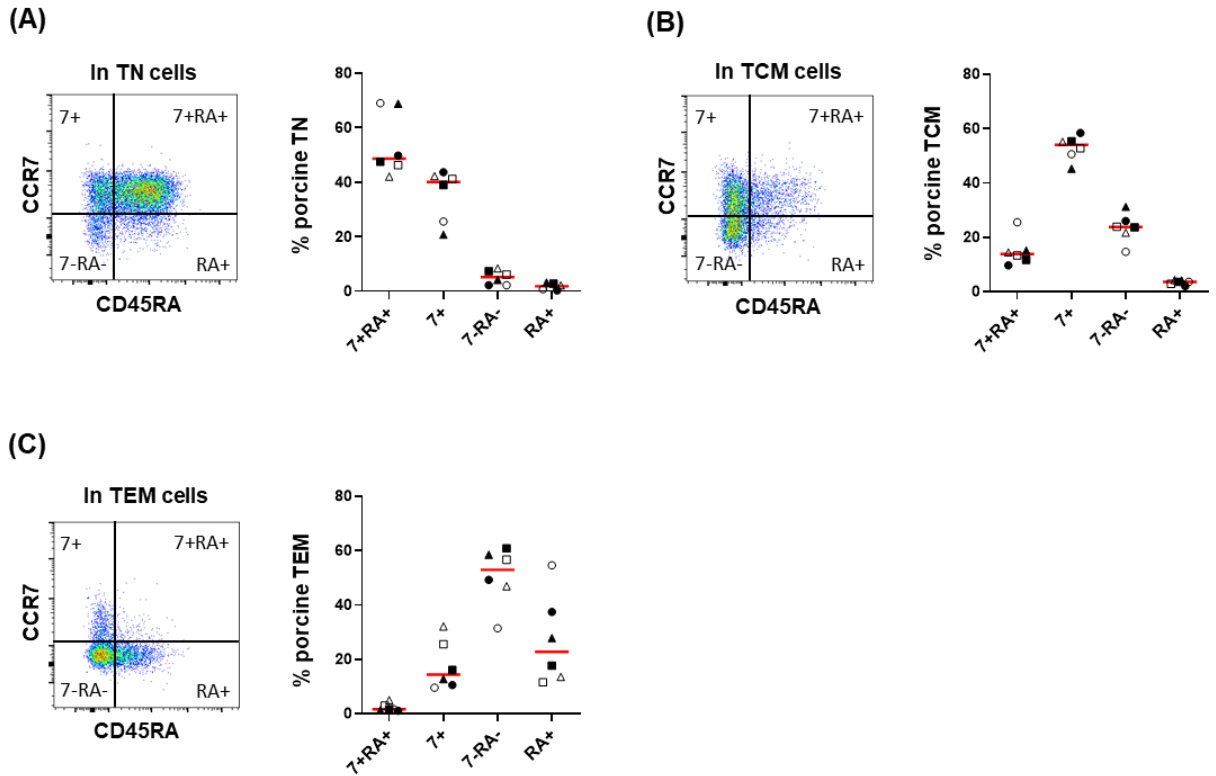 (A)
In TN cells
7+
7+RA+
7-RA-
RA+
CCR7
CD45RA
% porcine TN
80
60
40
20
0
7+RA+
7+
7-RA-
RA+
(B)
In TCM cells
7+
7+RA+
7-RA-
RA+
CCR7
CD45RA
% porcine TCM
80
60
40
20
0
7+RA+
7+
7-RA-
RA+
(C)
In TEM cells
7+
7+RA+
7-RA-
RA+
CCR7
CD45RA
% porcine TEM
80
60
40
20
0
7+RA+
7+
7-RA-
RA+